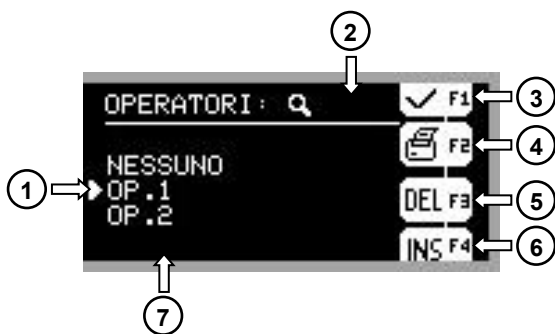 2
OPERATORI:
F1
3
F2
4
NESSUNO
1
OP.1
DEL F3
5
OP.2
INS F4
6
7